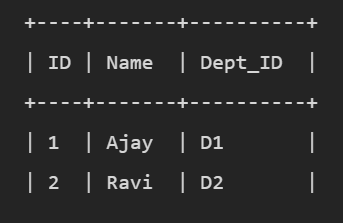 +----+-------+----------+
| ID | Name  | Dept_ID  |
+----+-------+----------+
| 1  | Ajay  | D1       |
| 2  | Ravi  | D2       |